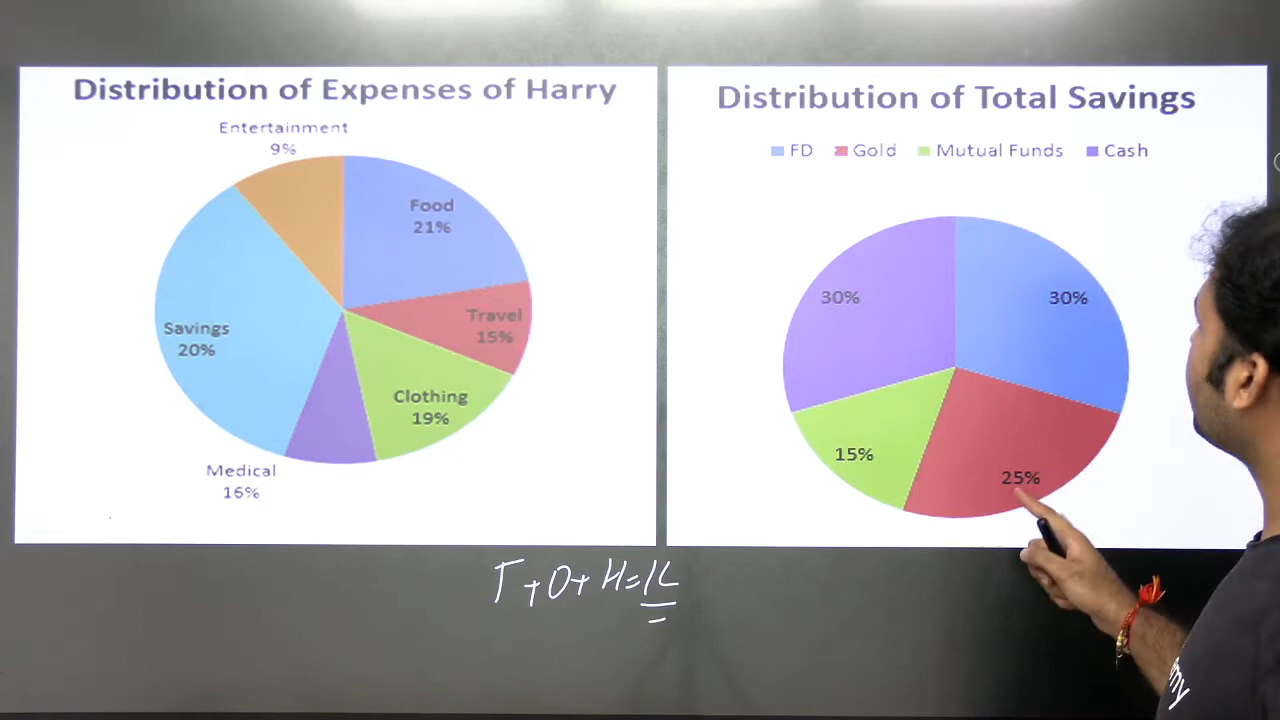 Distribution of Expenses of Harry
Entertainment
9%
Food
21%
Travel
15%
Savings
20%
Clothing
19%
Medical
16%
Distribution of Total Savings
FD Gold Mutual Funds Cash
30%
30%
15%
25%
T+O+H=
my